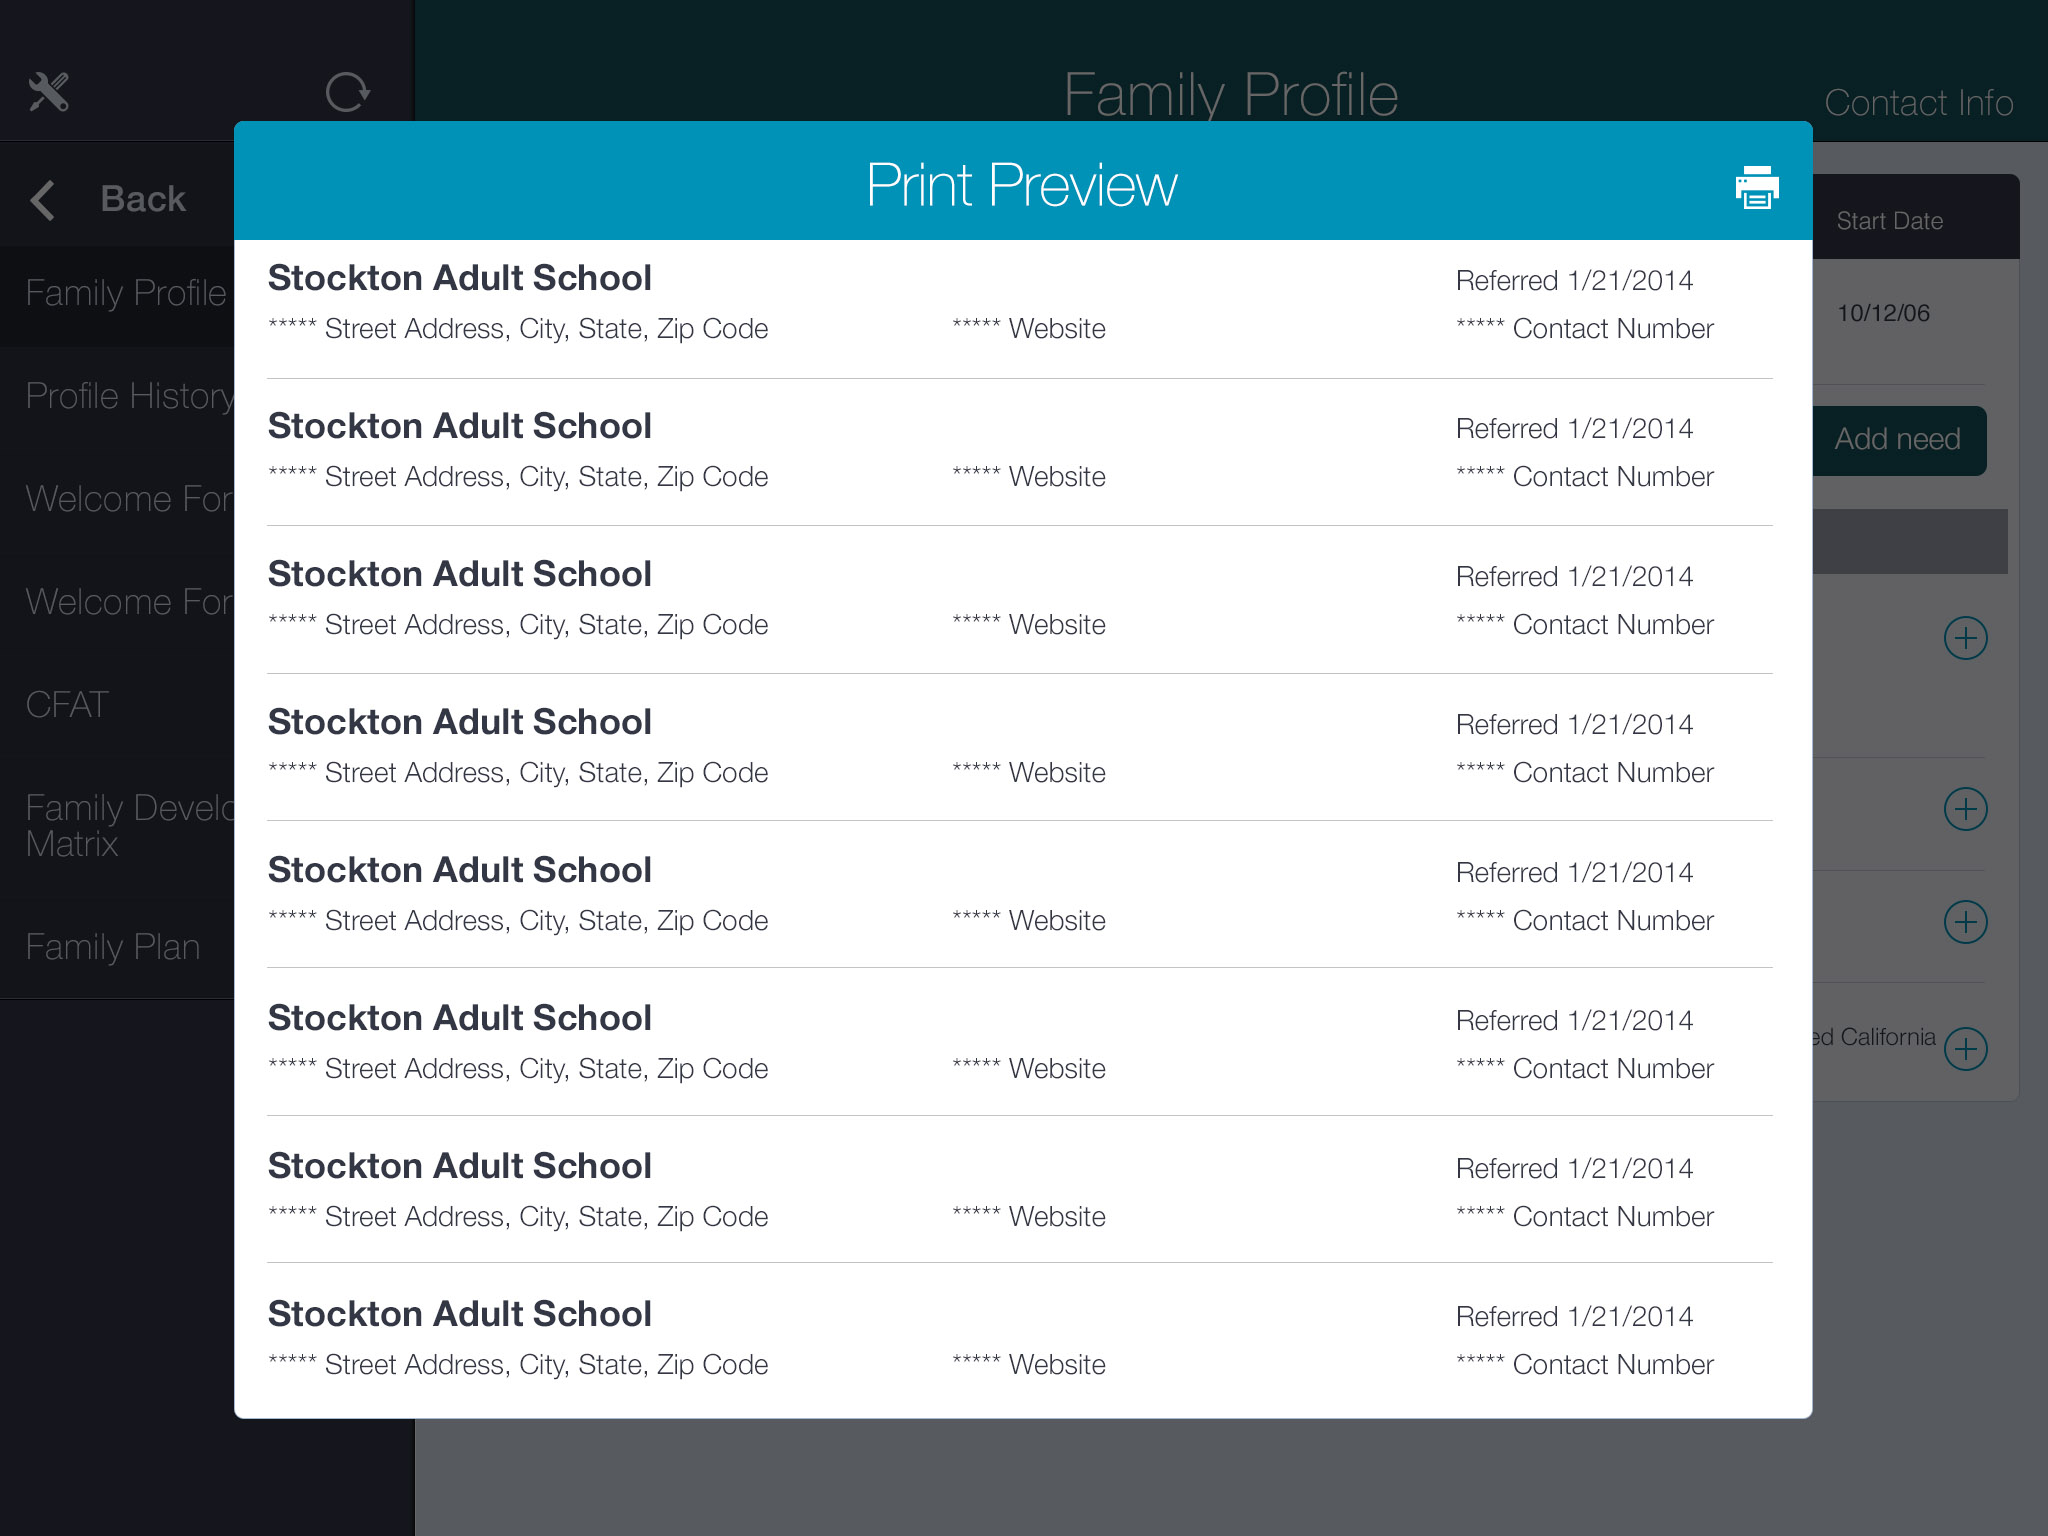 Family Profile
Contact Info
Print Preview
Back
Start Date
Family Profile
10/12/06
Profile History
Add need
Welcome
Welcome
CFAT
Family
Matrix
Family Plan
California
Stockton Adult School
Referred 1/21/2014
***** Street Address, City, State, Zip Code
***** Website
***** Contact Number
Stockton Adult School
Referred 1/21/2014
***** Street Address, City, State, Zip Code
***** Website
***** Contact Number
Stockton Adult School
Referred 1/21/2014
***** Street Address, City, State, Zip Code
***** Website
***** Contact Number
Stockton Adult School
Referred 1/21/2014
***** Street Address, City, State, Zip Code
***** Website
***** Contact Number
Stockton Adult School
Referred 1/21/2014
***** Street Address, City, State, Zip Code
***** Website
***** Contact Number
Stockton Adult School
Referred 1/21/2014
***** Street Address, City, State, Zip Code
***** Website
***** Contact Number
Stockton Adult School
Referred 1/21/2014
***** Street Address, City, State, Zip Code
***** Website
***** Contact Number
Stockton Adult School
Referred 1/21/2014
***** Street Address, City, State, Zip Code
***** Website
***** Contact Number